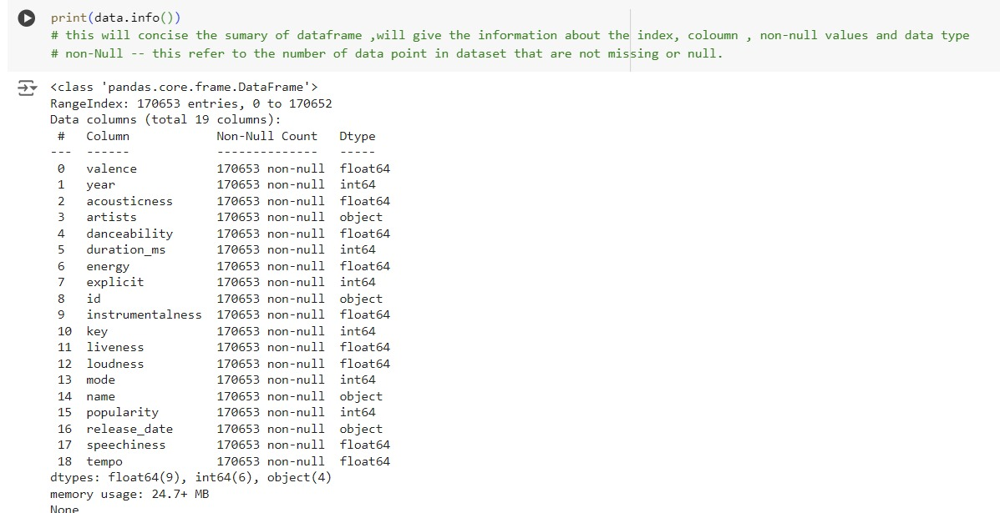 print(data.info())
# this will concise the sumary of dataframe ,will give the information about the index, coloumn , non-null values and data type
# non-Null -- this refer to the number of data point in dataset that are not missing or null.
<class 'pandas.core.frame.DataFrame'>
RangeIndex: 170653 entries, 0 to 170652
Data columns (total 19 columns):
 #   Column            Non-Null Count   Dtype
---  ------            --------------   -----
 0   valence           170653 non-null  float64
 1   year              170653 non-null  int64
 2   acousticness      170653 non-null  float64
 3   artists           170653 non-null  object
 4   danceability      170653 non-null  float64
 5   duration_ms       170653 non-null  int64
 6   energy            170653 non-null  float64
 7   explicit          170653 non-null  int64
 8   id                170653 non-null  object
 9   instrumentalness  170653 non-null  float64
 10  key               170653 non-null  int64
 11  liveness          170653 non-null  float64
 12  loudness          170653 non-null  float64
 13  mode              170653 non-null  int64
 14  name              170653 non-null  object
 15  popularity        170653 non-null  int64
 16  release_date      170653 non-null  object
 17  speechiness       170653 non-null  float64
 18  tempo             170653 non-null  float64
dtypes: float64(9), int64(6), object(4)
memory usage: 24.7+ MB
None